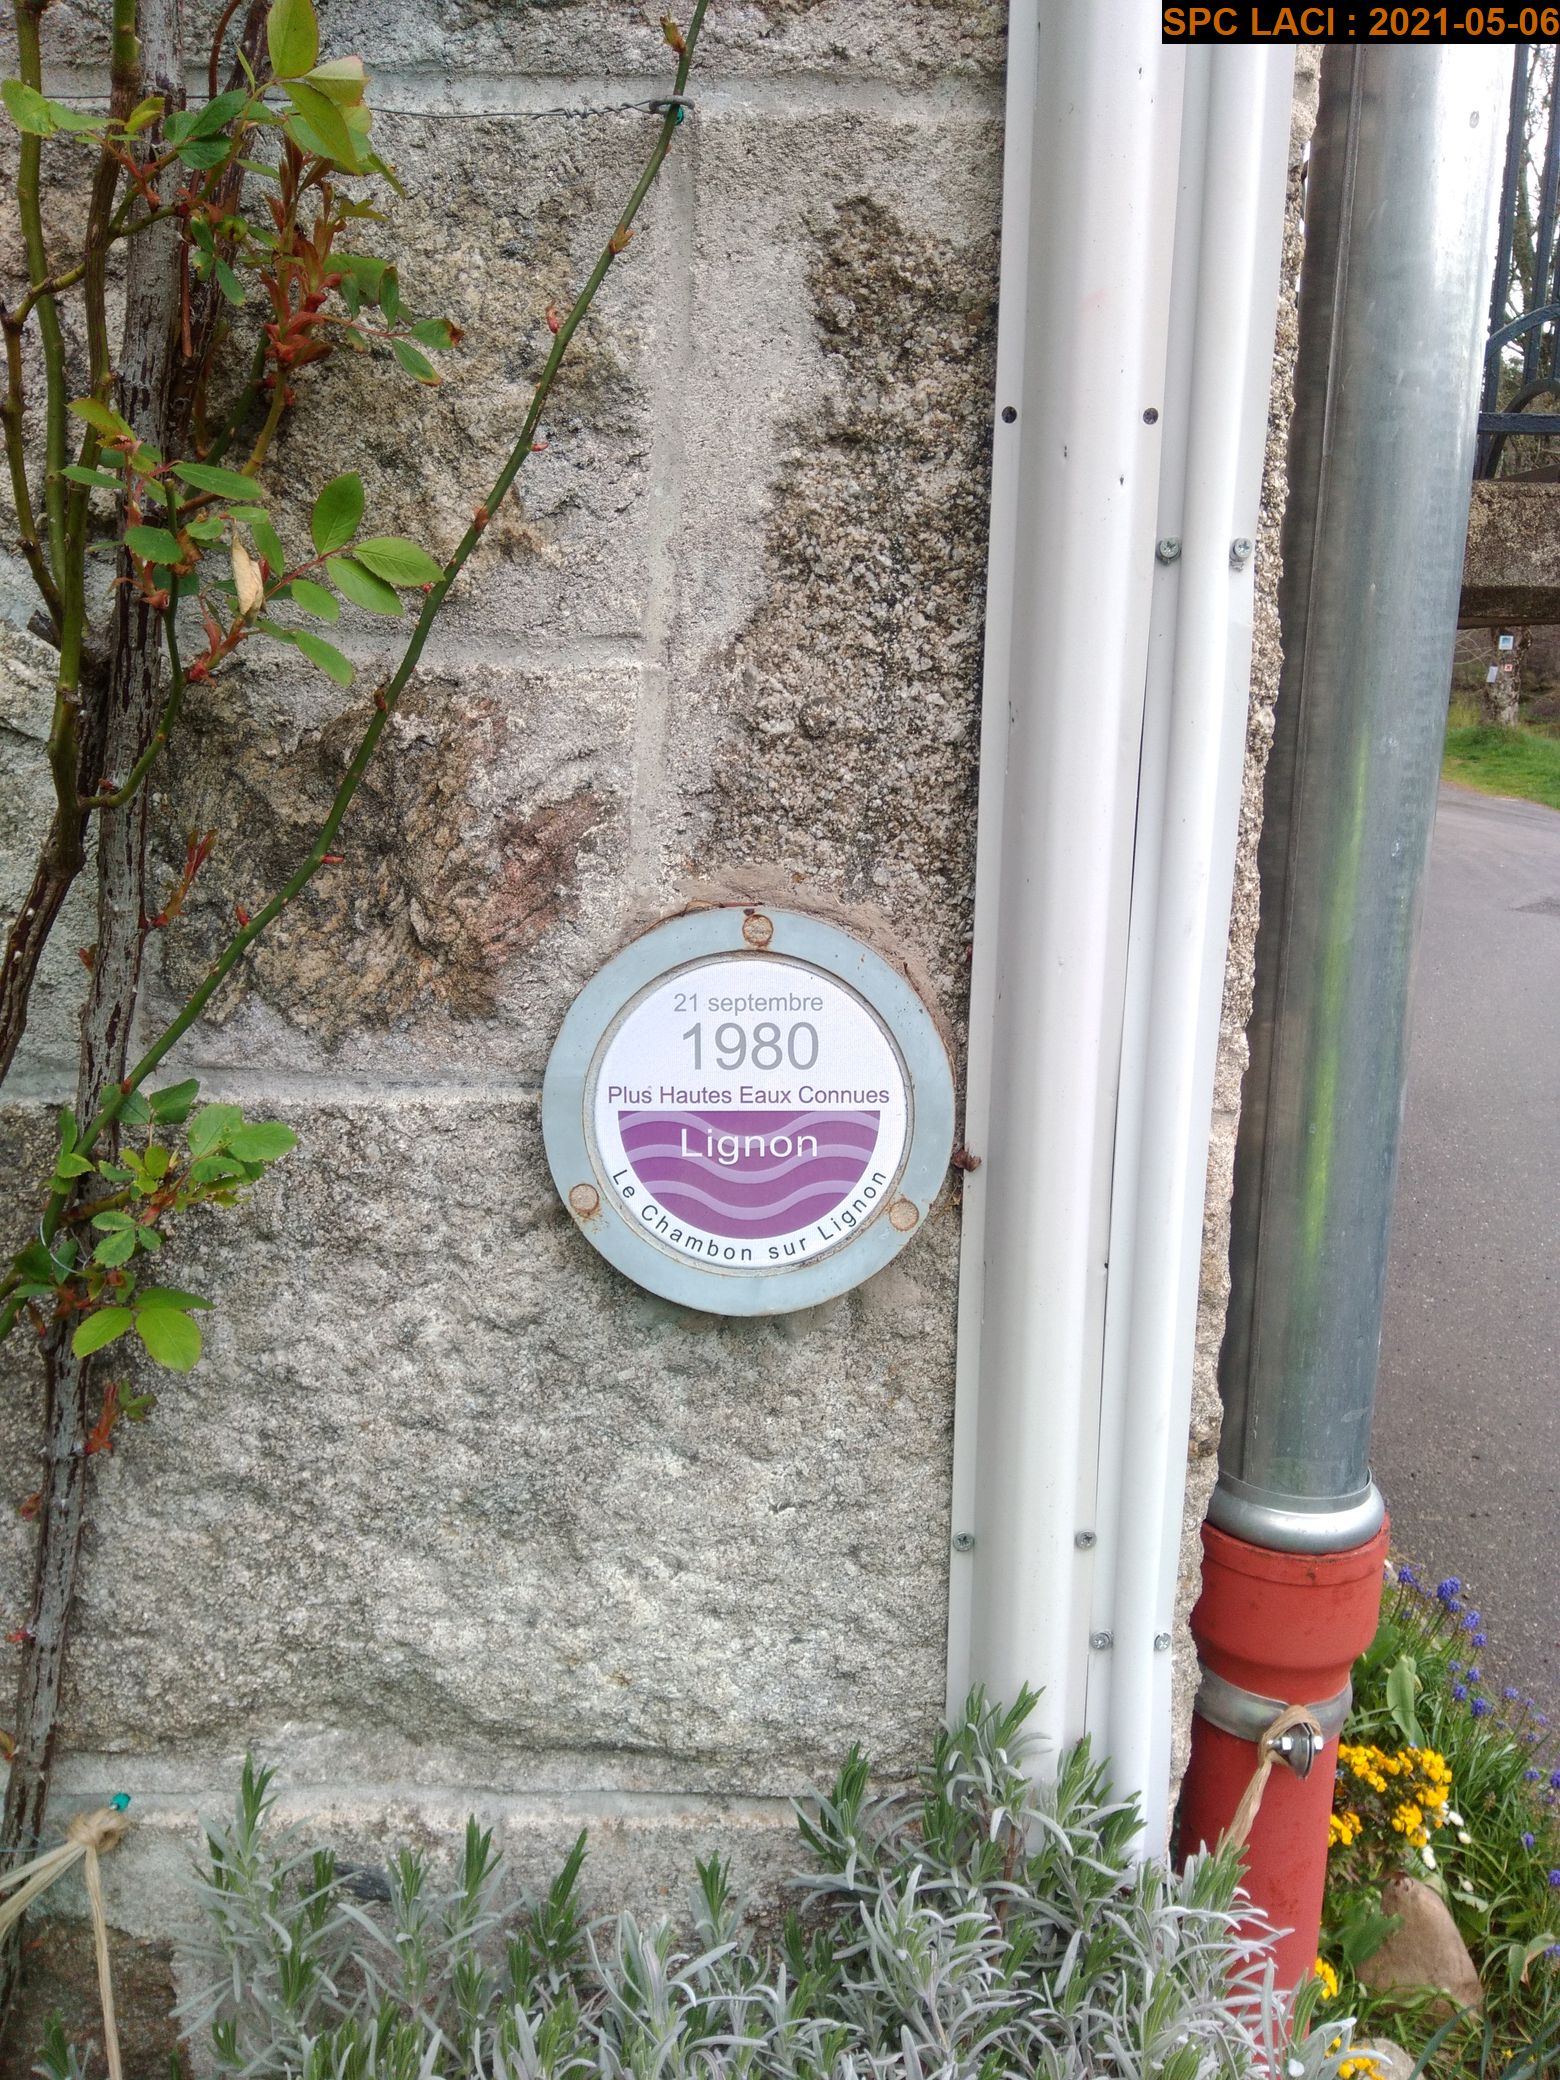 SPC LACI : 2021-05-06
21 septembre
1980
Plus Hautes Eaux Connues
Lignon
Le Chambon sur Lignon